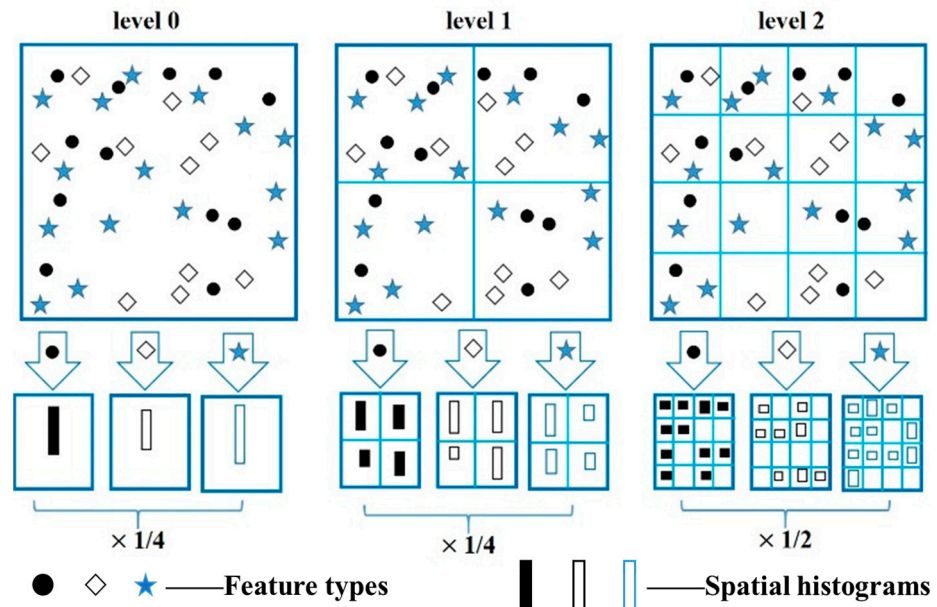 level 0
level 1
level 2
× 1/4
× 1/4
× 1/2
Feature types
Spatial histograms